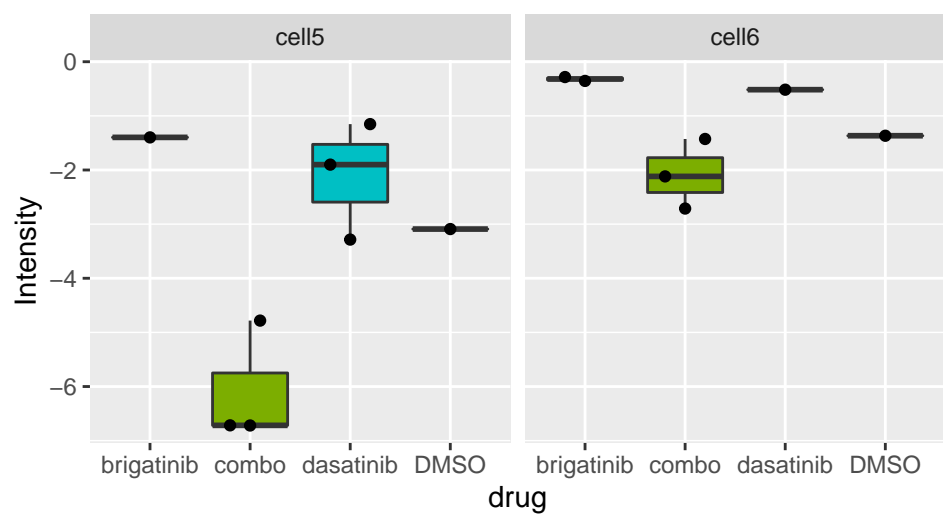 cell5
cell6
Intensity
0
−2
−4
−6
brigatinib combo dasatinib DMSO
brigatinib combo dasatinib DMSO
drug